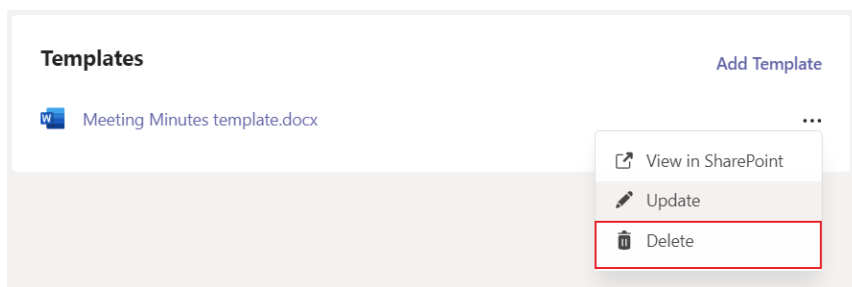 Templates
Add Template
W Meeting Minutes template.docx
...
View in SharePoint
Update
Delete